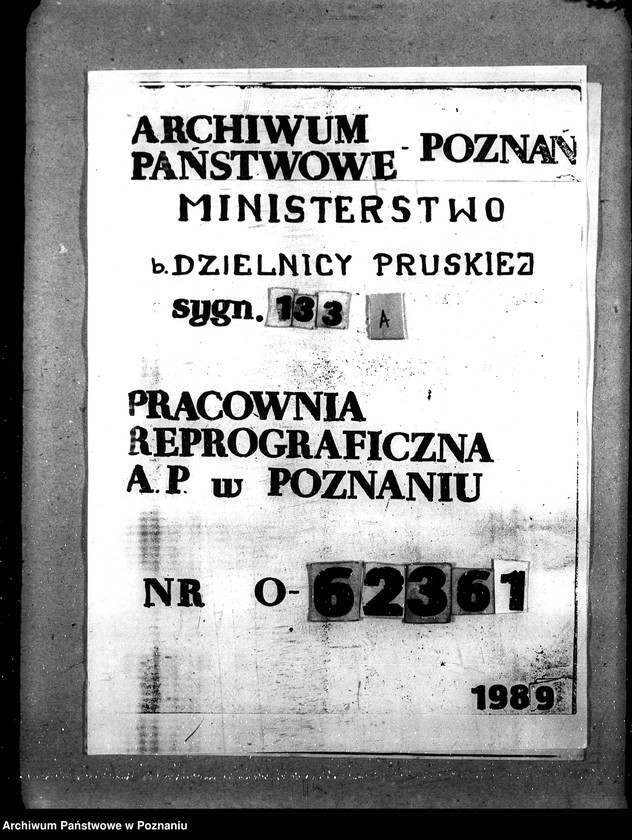 ARCHIWUM
PAŃSTWOWE - POZNAŃ
MINISTERSTWO
b. DZIELNICY PRUSKIEJ
sygn. 133 A
PRACOWNIA
REPROGRAFICZNA
A. P. w POZNANIU
NR O-62361
1989
Archiwum Państwowe w Poznaniu